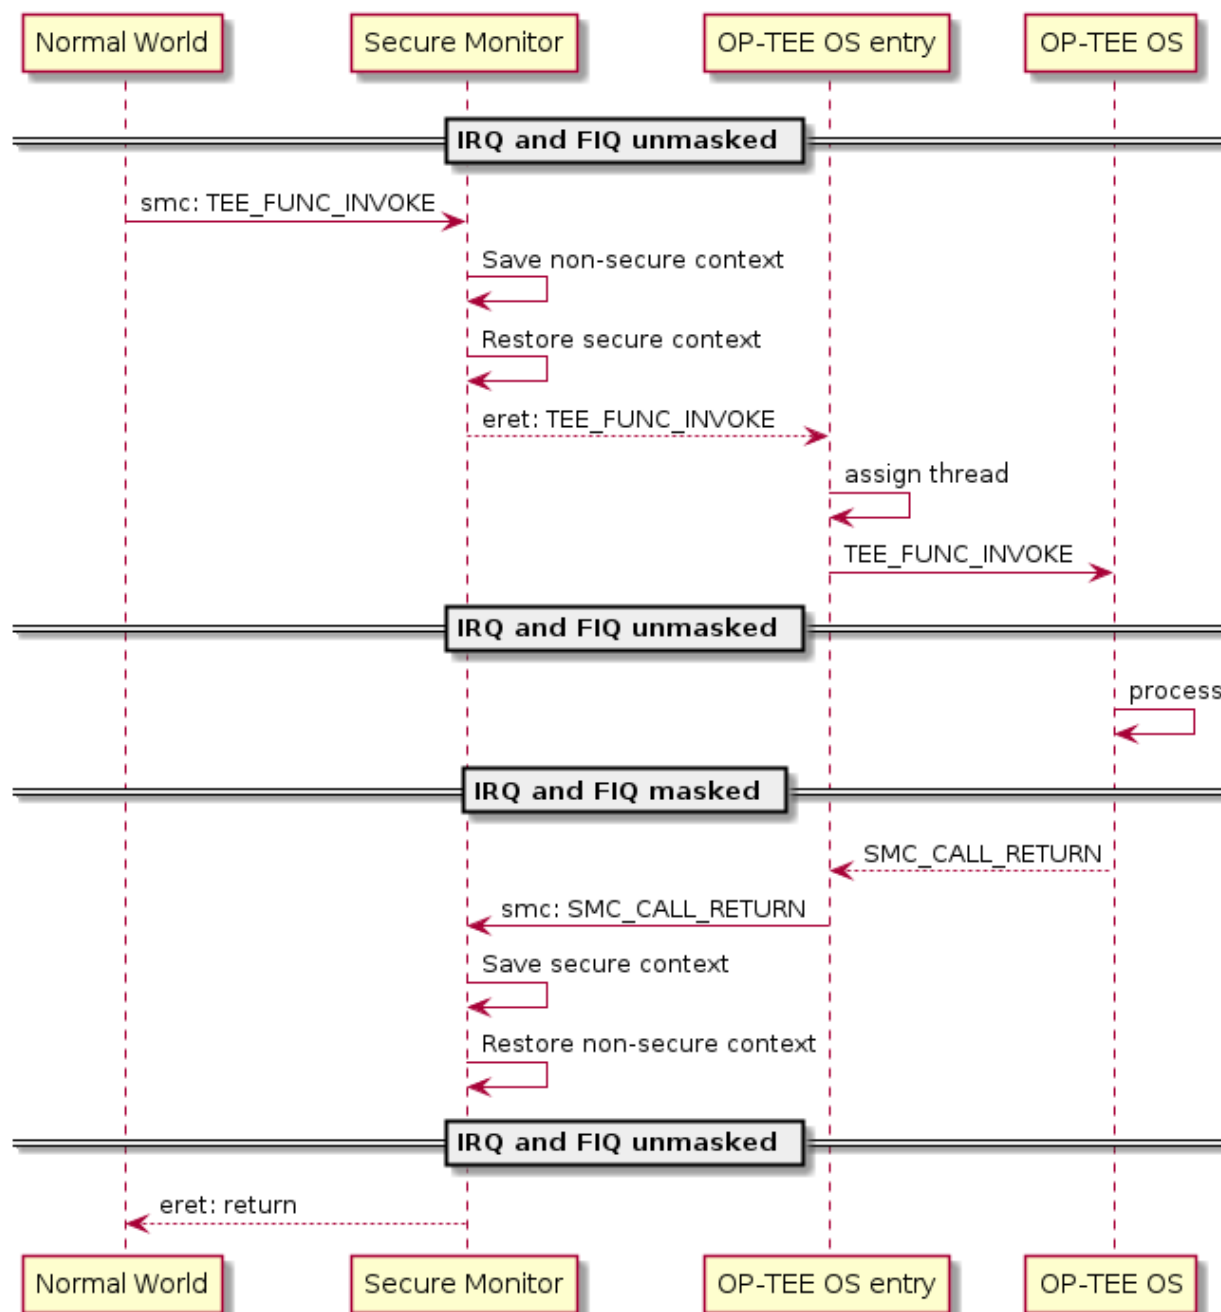 Normal World
Secure Monitor
OP-TEE OS entry
OP-TEE OS
IRQ and FIQ unmasked
smc: TEE_FUNC_INVOKE
Save non-secure context
Restore secure context
eret: TEE_FUNC_INVOKE
assign thread
TEE_FUNC_INVOKE
IRQ and FIQ unmasked
process
IRQ and FIQ masked
SMC_CALL_RETURN
smc: SMC_CALL_RETURN
Save secure context
Restore non-secure context
IRQ and FIQ unmasked
eret: return
Normal World
Secure Monitor
OP-TEE OS entry
OP-TEE OS